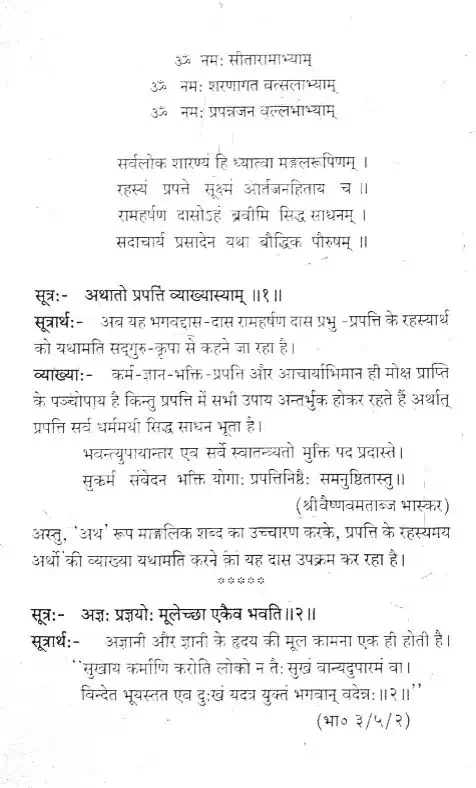 ॐ नमः सीतारामाभ्याम्
ॐ नमः शरणागत वत्सलाभ्याम्
ॐ नमः प्रपन्नजन वल्लभाभ्याम्
सर्वलोक शारण्यं हि ध्यात्वा मङ्गलरूपिणम् ।
रहस्यं प्रपत्ते सूक्ष्मं आर्तजनहिताय च ॥
रामहर्षण दासोऽहं ब्रवीमि सिद्ध साधनम् ।
सदाचार्य प्रसादेन यथा बौद्धिक पौरुषम् ॥
सूत्रः- अथातो प्रपत्तिं व्याख्यास्याम् ॥१॥
सूत्रार्थः- अब यह भगवद्दास-दास रामहर्षण दास प्रभु -प्रपत्ति के रहस्यार्थ
को यथामति सद्‌गुरु-कृपा से कहने जा रहा है।
व्याख्याः- कर्म-ज्ञान-भक्ति-प्रपत्ति और आचार्याभिमान ही मोक्ष प्राप्ति
के पञ्चोपाय है किन्तु प्रपत्ति में सभी उपाय अन्तर्भुक होकर रहते हैं अर्थात्
प्रपत्ति सर्व धर्ममयी सिद्ध साधन भूता है।
भवन्त्युपायान्तर एव सर्वे स्वातन्त्र्यतो मुक्ति पद प्रदास्ते।
सुकर्म संवेदन भक्ति योगाः प्रपत्तिनिष्ठैः समनुष्ठितास्तु॥
(श्रीवैष्णवमताब्ज भास्कर)
अस्तु, 'अथ' रूप माङ्गलिक शब्द का उच्चारण करके, प्रपत्ति के रहस्यमय
अर्थों की व्याख्या यथामति करने का यह दास उपक्रम कर रहा है।
*****
सूत्रः- अज्ञः प्रज्ञयोः मूलेच्छा एकैव भवति॥२॥
सूत्रार्थः- अज्ञानी और ज्ञानी के हृदय की मूल कामना एक ही होती है।
"सुखाय कर्माणि करोति लोको न तैः सुखं वान्यदुपारमं वा।
विन्देत भूयस्तत एव दुःखं यदत्र युक्तं भगवान् वदेन्नः॥२॥"
(भा० ३/५/२)